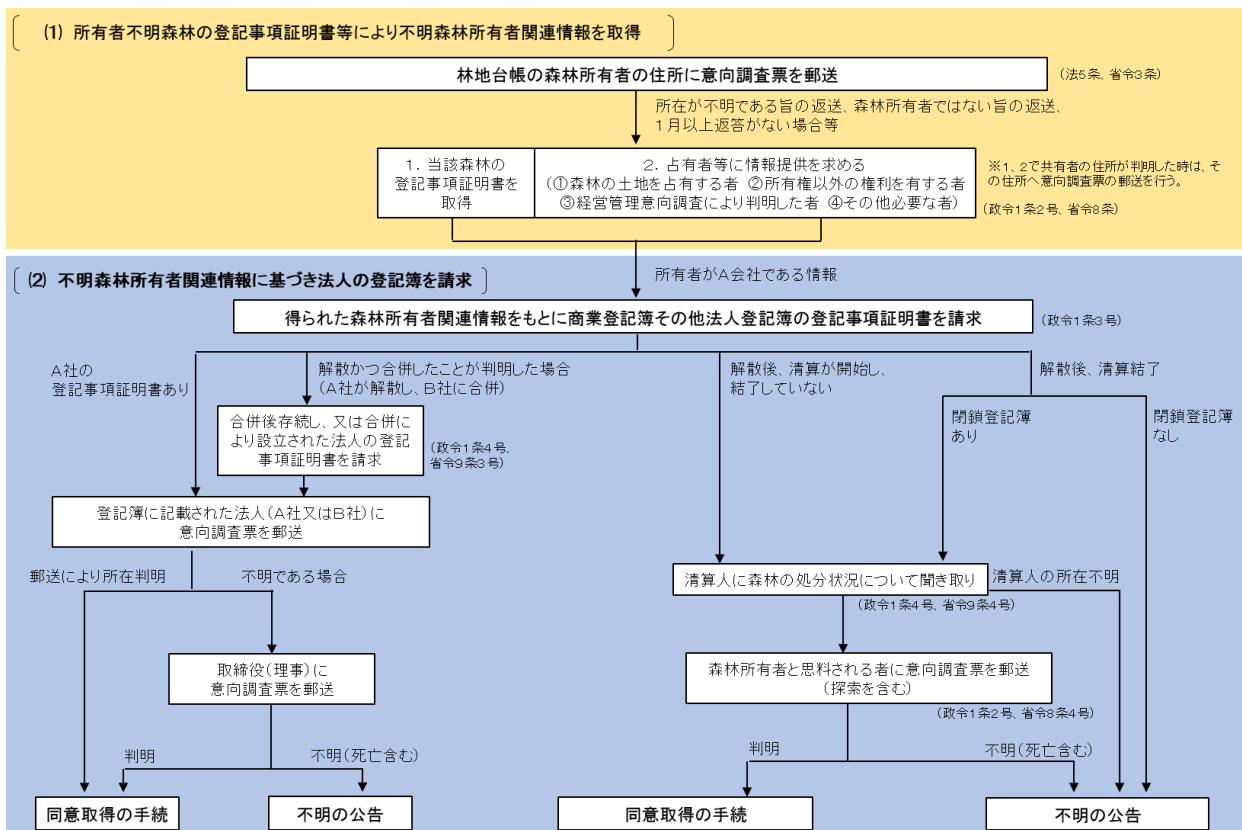 (1) 所有者不明森林の登記事項証明書等により不明森林所有者関連情報を取得
林地台帳の森林所有者の住所に意向調査票を郵送
(法5条、省令3条)
所在が不明である旨の返送、森林所有者ではない旨の返送、
1月以上返答がない場合等
1. 当該森林の
登記事項証明書を
取得
2. 占有者等に情報提供を求める
(①森林の土地を占有する者 ②所有権以外の権利を有する者
③経営管理意向調査により判明した者 ④その他必要な者)
※1、2で共有者の住所が判明した時は、そ
の住所へ意向調査票の郵送を行う。
(政令1条2号、省令8条)
所有者がA会社である情報
(2) 不明森林所有者関連情報に基づき法人の登記簿を請求
得られた森林所有者関連情報をもとに商業登記簿その他法人登記簿の登記事項証明書を請求
(政令1条3号)
A社の
登記事項証明書あり
解散かつ合併したことが判明した場合
(A社が解散し、B社に合併)
解散後、清算が開始し、
結了していない
解散後、清算結了
合併後存続し、又は合併に
より設立された法人の登記
事項証明書を請求
(政令1条4号、
省令9条3号)
閉鎖登記簿
あり
閉鎖登記簿
なし
登記簿に記載された法人(A社又はB社)に
意向調査票を郵送
郵送により所在判明
不明である場合
清算人に森林の処分状況について聞き取り
清算人の所在不明
(政令1条4号、省令9条4号)
取締役(理事)に
意向調査票を郵送
森林所有者と思料される者に意向調査票を郵送
(探索を含む)
(政令1条2号、省令8条4号)
判明
不明(死亡含む)
判明
不明(死亡含む)
同意取得の手続
不明の公告
同意取得の手続
不明の公告